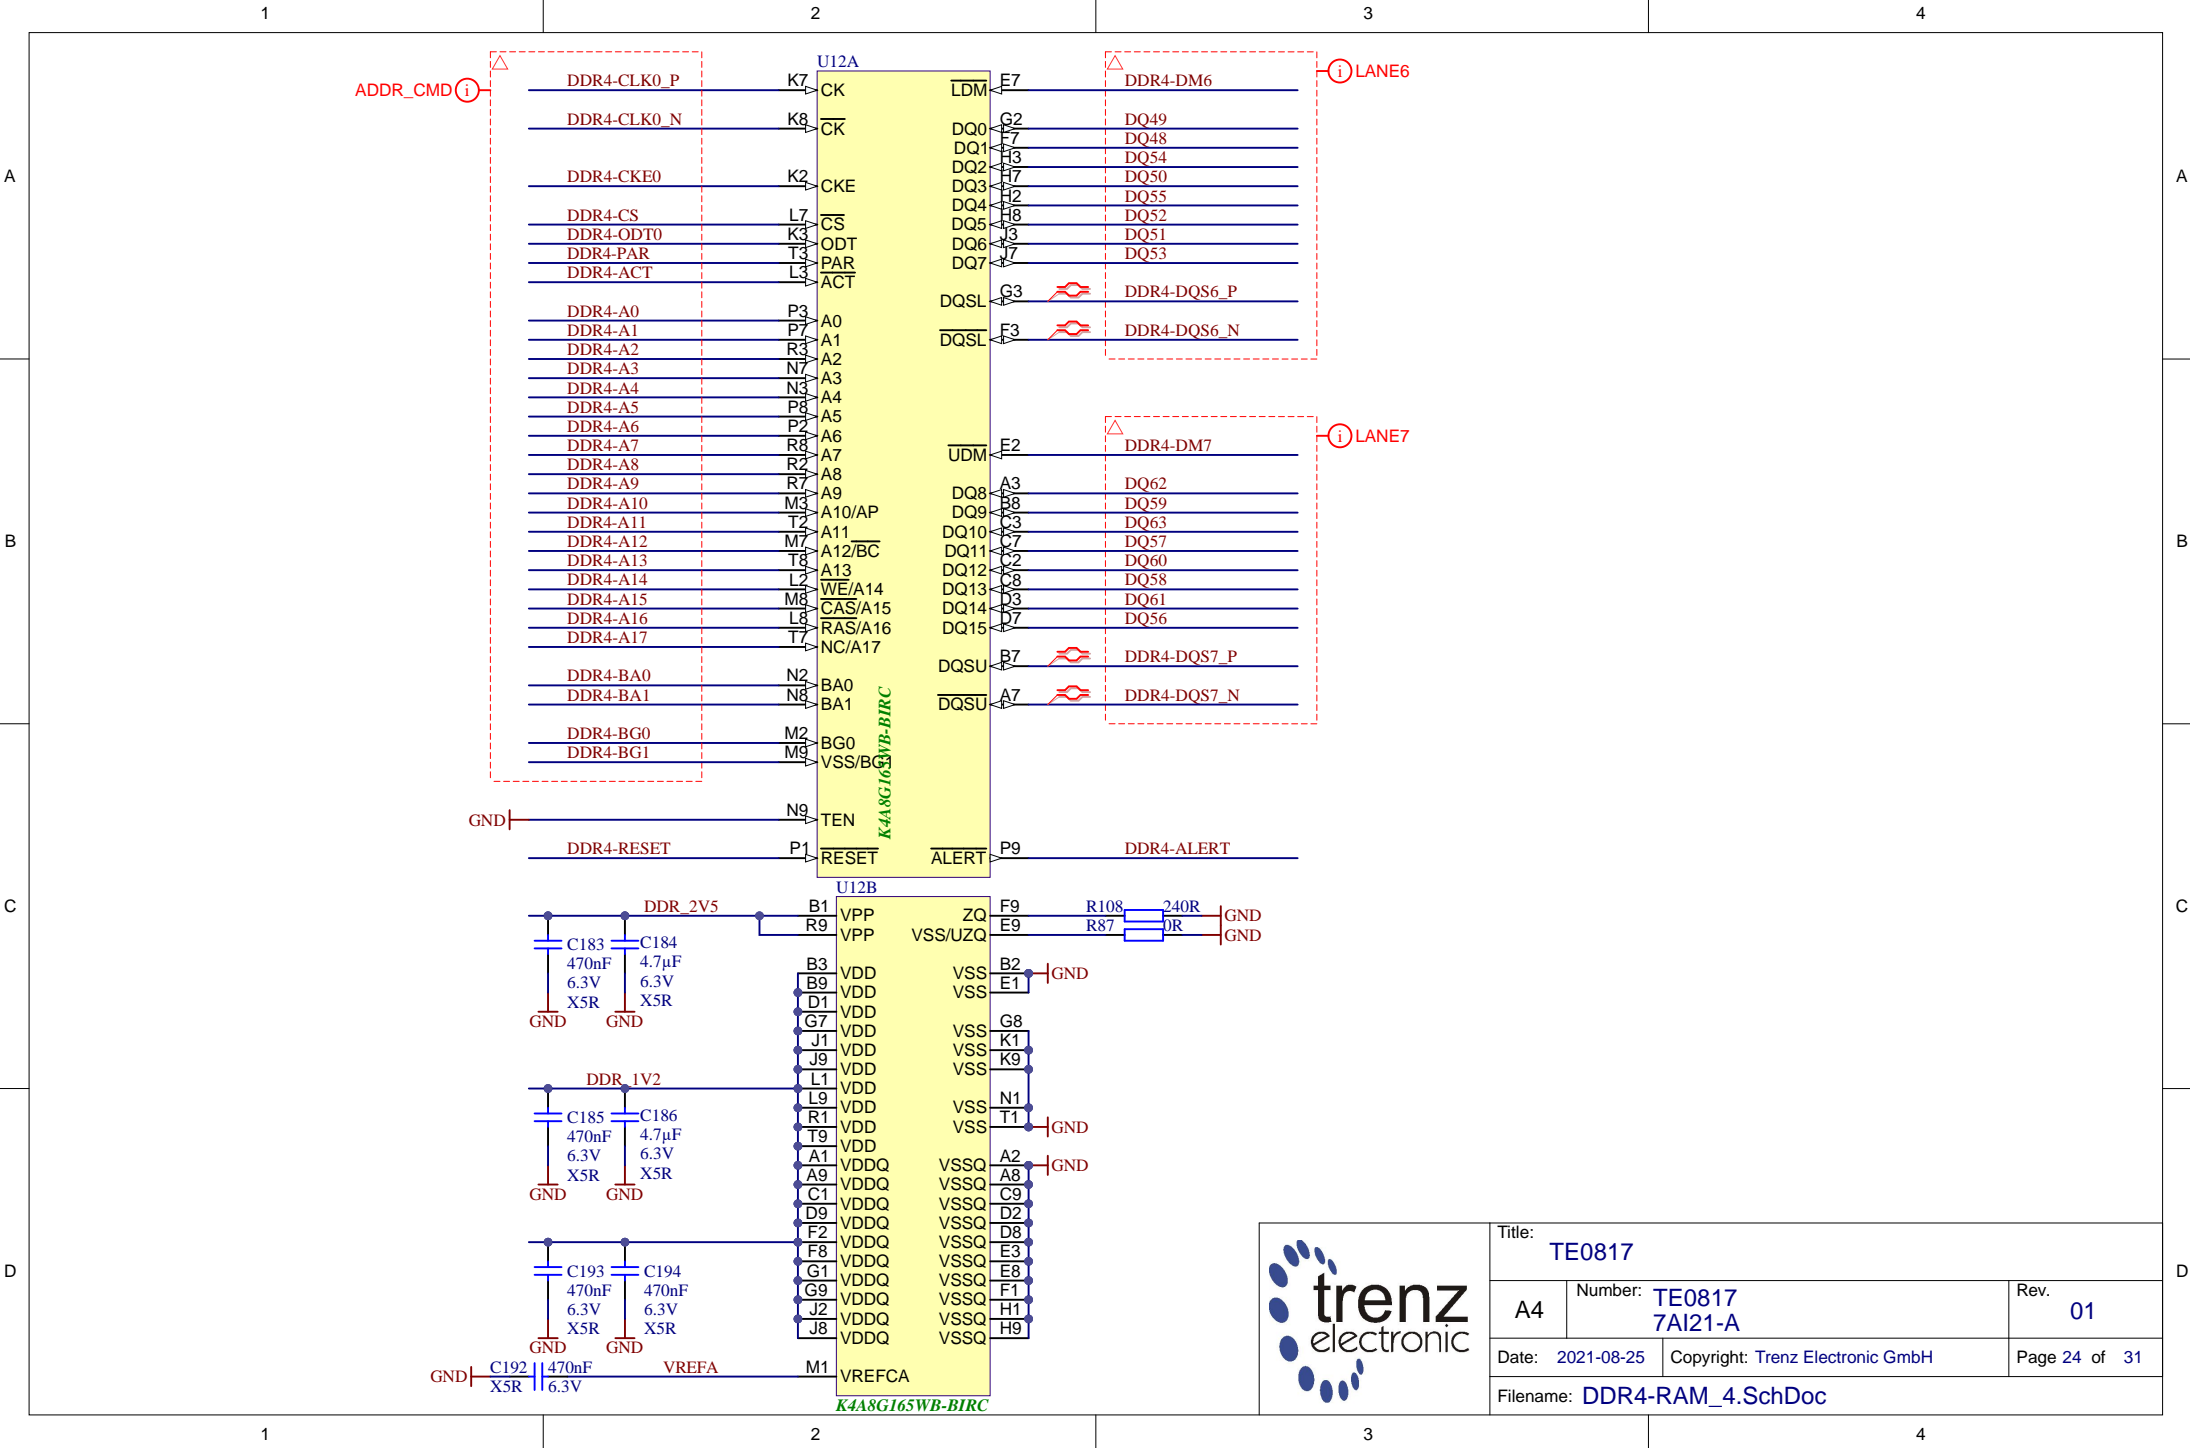 1 2 3 4
A A
B B
C C
D D
ADDR_CMD i
U12A
DDR4-CLK0_P K7 CK
DDR4-CLK0_N K8 CK
DDR4-CKE0 K2 CKE
DDR4-CS L7 CS
DDR4-ODT0 K3 ODT
DDR4-PAR T3 PAR
DDR4-ACT L3 ACT
DDR4-A0 P3 A0
DDR4-A1 P7 A1
DDR4-A2 R3 A2
DDR4-A3 N7 A3
DDR4-A4 N3 A4
DDR4-A5 P8 A5
DDR4-A6 P2 A6
DDR4-A7 R8 A7
DDR4-A8 R2 A8
DDR4-A9 R7 A9
DDR4-A10 M3 A10/AP
DDR4-A11 T2 A11
DDR4-A12 M7 A12/BC
DDR4-A13 T8 A13
DDR4-A14 L2 WE/A14
DDR4-A15 M8 CAS/A15
DDR4-A16 L8 RAS/A16
DDR4-A17 T7 NC/A17
DDR4-BA0 N2 BA0
DDR4-BA1 N8 BA1
DDR4-BG0 M2 BG0
DDR4-BG1 M9 VSS/BG1
GND N9 TEN
DDR4-RESET P1 RESET
K4A8G165WB-BIRC
i LANE6
LDM E7 DDR4-DM6
DQ0 G2 DQ49
DQ1 F7 DQ48
DQ2 H3 DQ54
DQ3 H7 DQ50
DQ4 H2 DQ55
DQ5 H8 DQ52
DQ6 J3 DQ51
DQ7 J7 DQ53
DQSL G3 DDR4-DQS6_P
DQSL F3 DDR4-DQS6_N
i LANE7
UDM E2 DDR4-DM7
DQ8 A3 DQ62
DQ9 B8 DQ59
DQ10 C3 DQ63
DQ11 C7 DQ57
DQ12 C2 DQ60
DQ13 C8 DQ58
DQ14 D3 DQ61
DQ15 D7 DQ56
DQSU B7 DDR4-DQS7_P
DQSU A7 DDR4-DQS7_N
ALERT P9 DDR4-ALERT
U12B
DDR_2V5 B1 VPP
R9 VPP
C183
470nF
6.3V
X5R
GND
C184
4.7µF
6.3V
X5R
GND
B3 VDD
B9 VDD
D1 VDD
G7 VDD
J1 VDD
J9 VDD
DDR_1V2 L1 VDD
L9 VDD
R1 VDD
T9 VDD
C185
470nF
6.3V
X5R
GND
C186
4.7µF
6.3V
X5R
GND
A1 VDDQ
A9 VDDQ
C1 VDDQ
D9 VDDQ
F2 VDDQ
F8 VDDQ
G1 VDDQ
G9 VDDQ
J2 VDDQ
J8 VDDQ
C193
470nF
6.3V
X5R
GND
C194
470nF
6.3V
X5R
GND
GND C192 470nF VREFA M1 VREFCA
X5R 6.3V
ZQ F9 R108 240R GND
VSS/UZQ E9 R87 0R GND
VSS B2 GND
VSS E1
VSS G8
VSS K1
VSS K9
VSS N1
VSS T1 GND
VSSQ A2 GND
VSSQ A8
VSSQ C9
VSSQ D2
VSSQ D8
VSSQ E3
VSSQ E8
VSSQ F1
VSSQ H1
VSSQ H9
K4A8G165WB-BIRC
trenz
electronic
Title:
TE0817
A4
Number: TE0817
7AI21-A
Rev.
01
Date: 2021-08-25
Copyright: Trenz Electronic GmbH
Page 24 of 31
Filename: DDR4-RAM_4.SchDoc
1 2 3 4